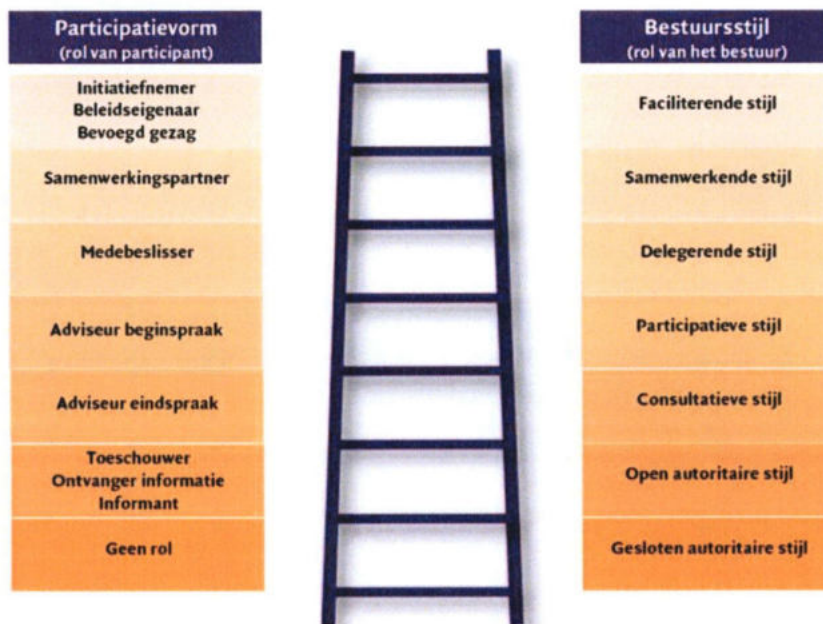 Participatievorm
(rol van participant)
Initiatiefnemer
Beleidseigenaar
Bevoegd gezag
Samenwerkingspartner
Medebeslisser
Adviseur beginspraak
Adviseur eindspraak
Toeschouwer
Ontvanger informatie
Informant
Geen rol
Bestuursstijl
(rol van het bestuur)
Faciliterende stijl
Samenwerkende stijl
Delegerende stijl
Participatieve stijl
Consultatieve stijl
Open autoritaire stijl
Gesloten autoritaire stijl